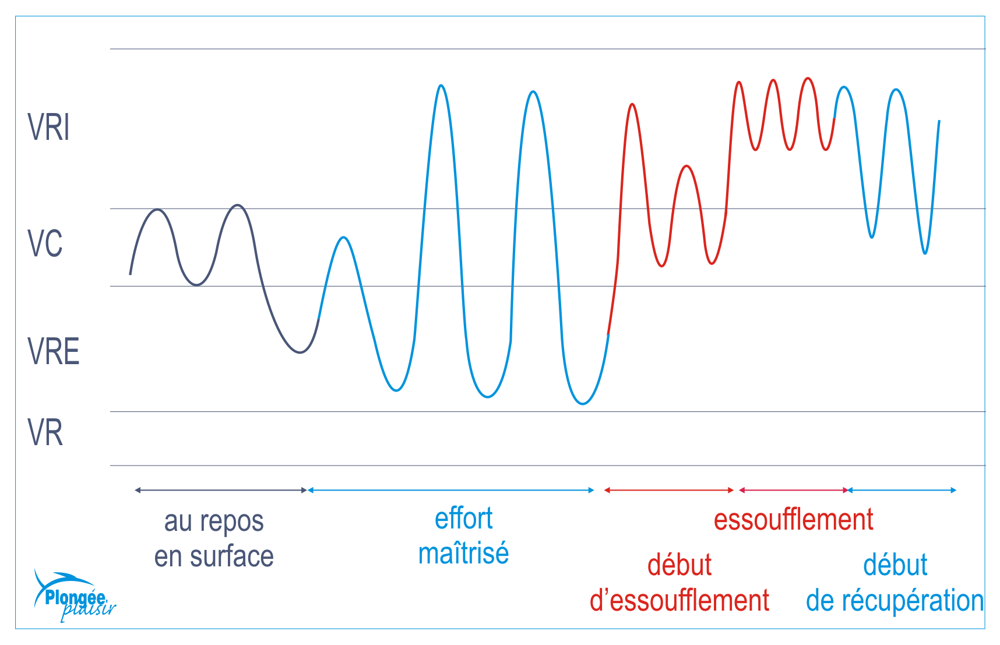 VRI
VC
VRE
VR
au repos
en surface
effort
maîtrisé
début
d’essoufflement
essoufflement
début
de récupération
Plongée
plaisir